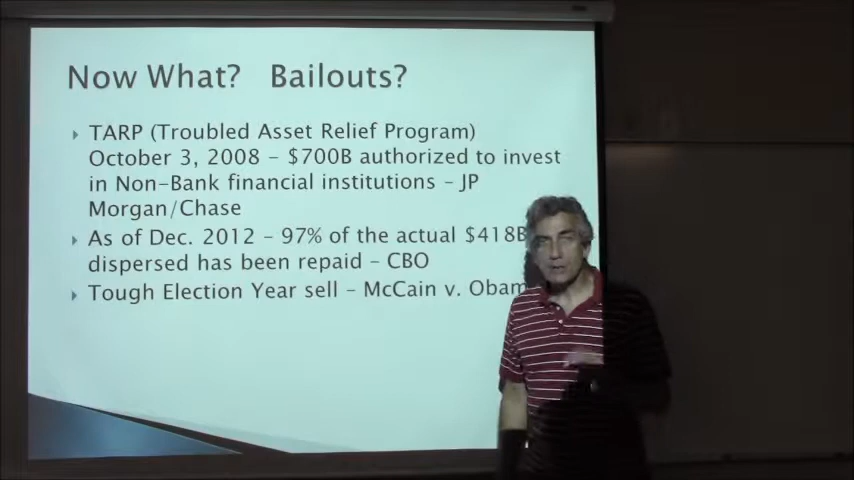 Now What? Bailouts?
TARP (Troubled Asset Relief Program)
October 3, 2008 – $700B authorized to invest
in Non-Bank financial institutions – JP
Morgan/Chase
As of Dec. 2012 – 97% of the actual $418B
dispersed has been repaid – CBO
Tough Election Year sell – McCain v. Obam